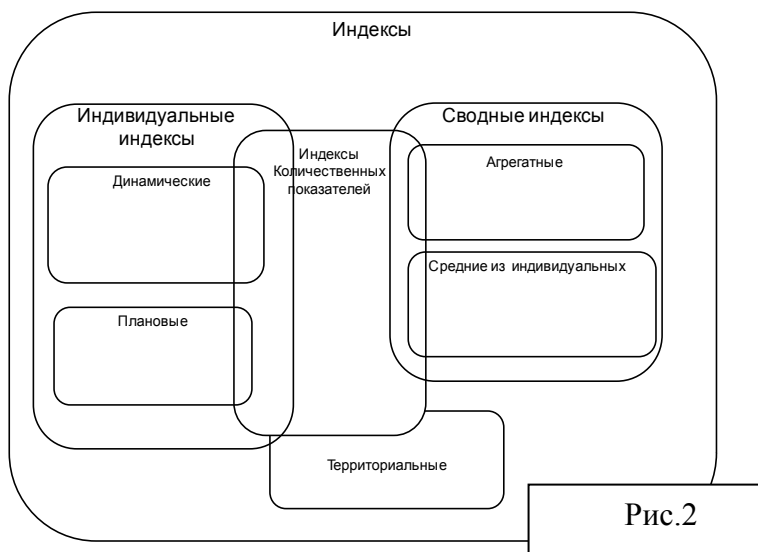 Индексы
Индивидуальные
индексы
Динамические
Плановые
Индексы
Количественных
показателей
Сводные индексы
Агрегатные
Средние из индивидуальных
Территориальные
Рис.2